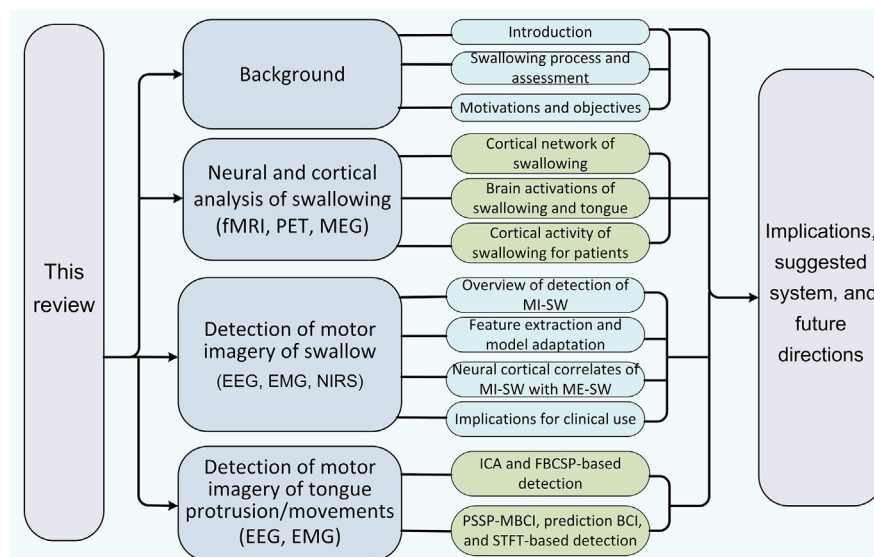 This
review
Background
Introduction
Swallowing process and
assessment
Motivations and objectives
Neural and cortical
analysis of swallowing
(fMRI, PET, MEG)
Cortical network of
swallowing
Brain activations of
swallowing and tongue
Cortical activity of
swallowing for patients
Detection of motor
imagery of swallow
(EEG, EMG, NIRS)
Overview of detection of
MI-SW
Feature extraction and
model adaptation
Neural cortical correlates of
MI-SW with ME-SW
Implications for clinical use
Detection of motor
imagery of tongue
protrusion/movements
(EEG, EMG)
ICA and FBCSP-based
detection
PSSP-MBCI, prediction BCI,
and STFT-based detection
Implications,
suggested
system, and
future
directions